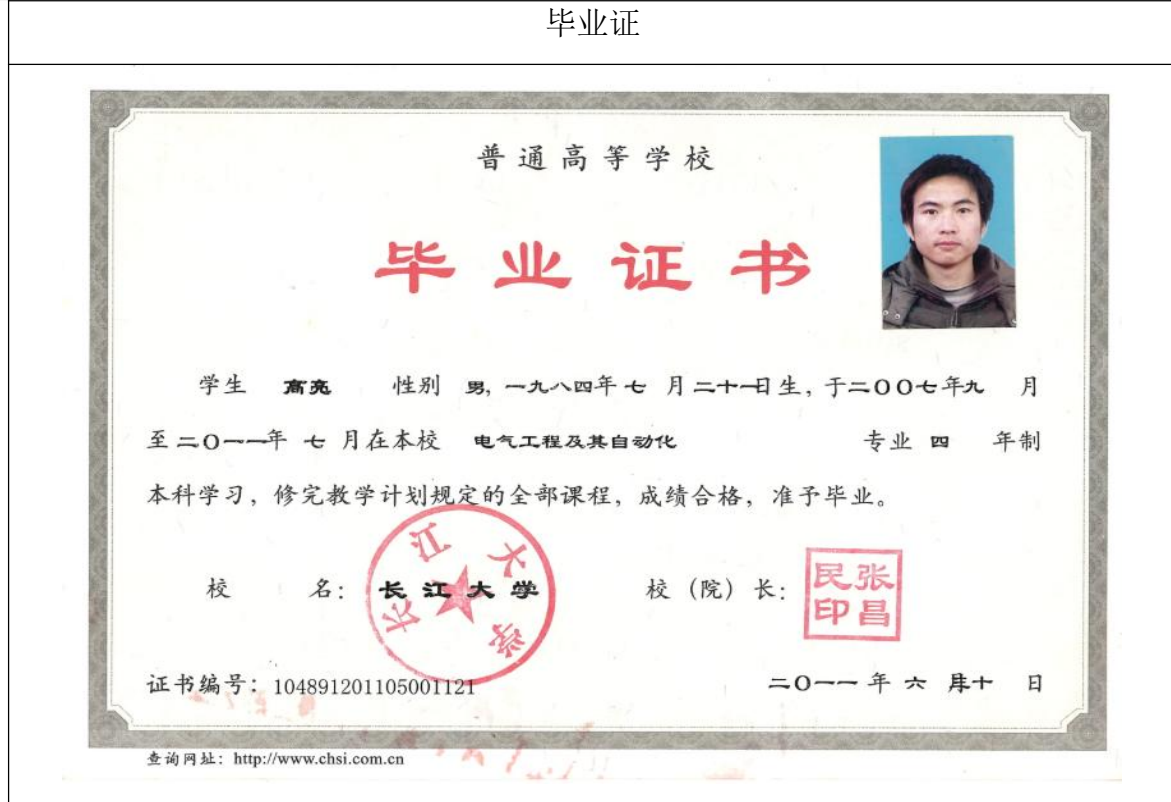 毕业证
普通高等学校
毕业证书
学生 高亮 性别 男, 一九八四年 七 月 二十一日生, 于二〇〇七年九 月
至二〇一一年 七 月在本校 电气工程及其自动化 专业 四 年制
本科学习, 修完教学计划规定的全部课程, 成绩合格, 准予毕业。
校 名: 长江大学 校 (院) 长: 张昌民印
长江大学
证书编号: 104891201105001121 二〇一一 年 六 月十 日
查询网址: http://www.chsi.com.cn